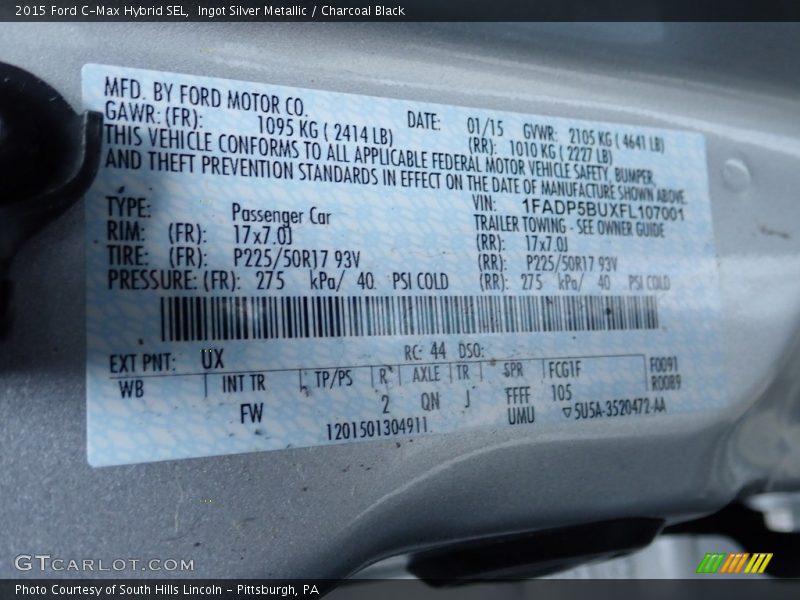 2015 Ford C-Max Hybrid SEL, Ingot Silver Metallic / Charcoal Black
MFD. BY FORD MOTOR CO.
DATE: 01/15 GVWR: 2105 KG ( 4641 LB)
GAWR: (FR): 1095 KG ( 2414 LB) (RR): 1010 KG ( 2227 LB)
THIS VEHICLE CONFORMS TO ALL APPLICABLE FEDERAL MOTOR VEHICLE SAFETY, BUMPER,
AND THEFT PREVENTION STANDARDS IN EFFECT ON THE DATE OF MANUFACTURE SHOWN ABOVE.
VIN: 1FADP5BUXFL107001
TYPE: Passenger Car TRAILER TOWING - SEE OWNER GUIDE
RIM: (FR): 17x7.0J (RR): 17x7.0J
TIRE: (FR): P225/50R17 93V (RR): P225/50R17 93V
PRESSURE: (FR): 275 kPa/ 40 PSI COLD (RR): 275 kPa/ 40 PSI COLD
EXT PNT: UX RC: 44 DSO:
WB INT TR TP/PS R AXLE TR SPR FCG1F F0091
R0089
FW 2 QN J FFFF 105
UMU ▽5U5A-3520472-AA
1201501304911
GTCARLOT.COM
Photo Courtesy of South Hills Lincoln - Pittsburgh, PA